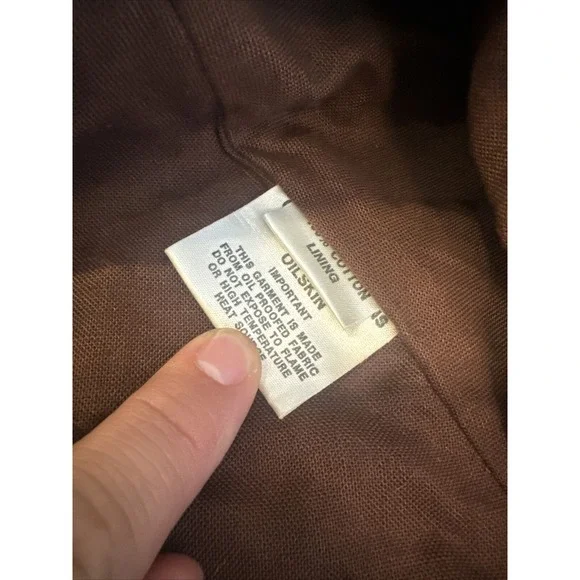 COTTON
LINING
OILSKIN
IMPORTANT
THIS GARMENT IS MADE
FROM OIL PROOFED FABRIC
DO NOT EXPOSE TO FLAME
OR HIGH TEMPERATURE
HEAT